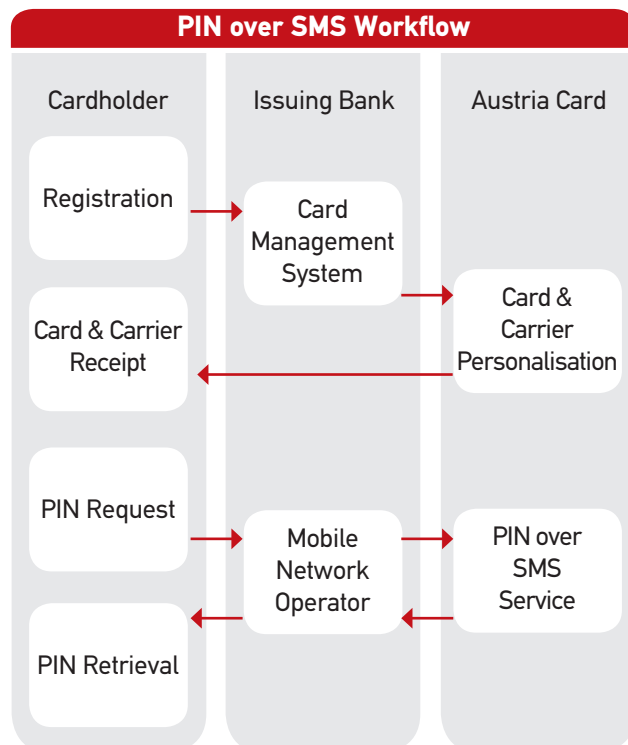 PIN over SMS Workflow
Cardholder
Issuing Bank
Austria Card
Registration
Card
Management
System
Card & Carrier
Receipt
Card &
Carrier
Personalisation
PIN Request
Mobile
Network
Operator
PIN over
SMS
Service
PIN Retrieval